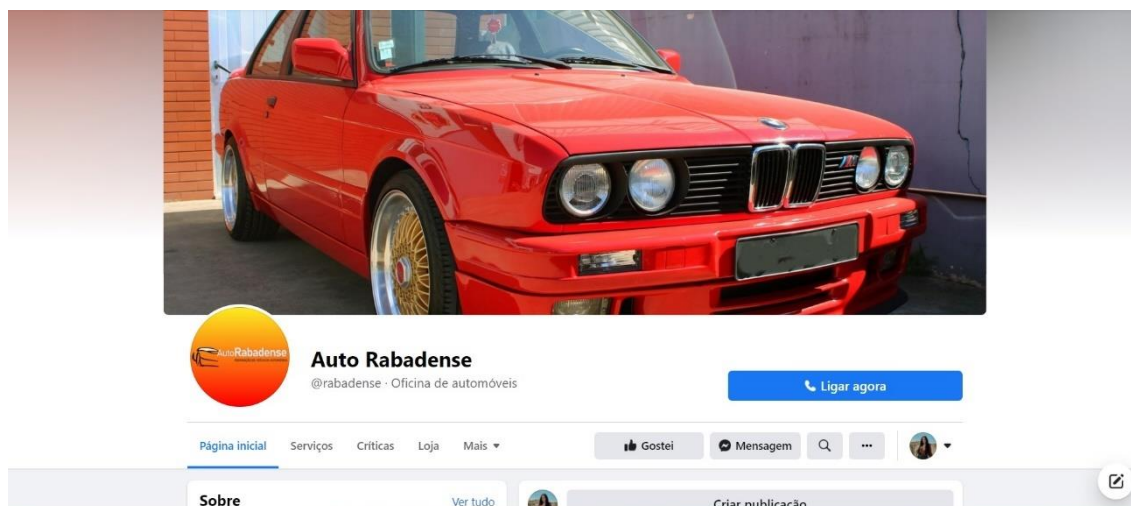 AutoRabadense
Auto Rabadense
@rabadense · Oficina de automóveis
Ligar agora
Página inicial
Serviços
Críticas
Loja
Mais
Gostei
Mensagem
Sobre
Ver tudo
Criar publicação